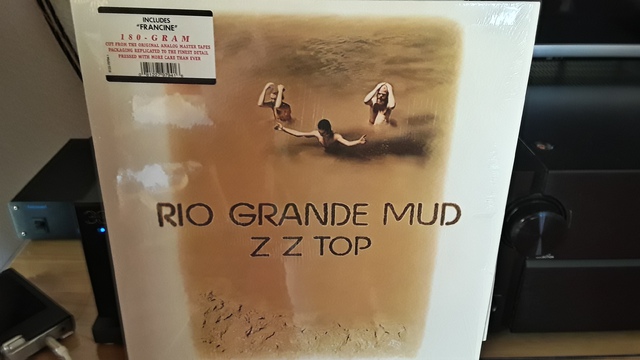 INCLUDES
"FRANCINE"
180-GRAM
CUT FROM THE ORIGINAL ANALOG MASTER TAPES
PACKAGING REPLICATED TO THE FINEST DETAIL
PRESSED WITH MORE CARE THAN EVER
RIO GRANDE MUD
Z Z TOP